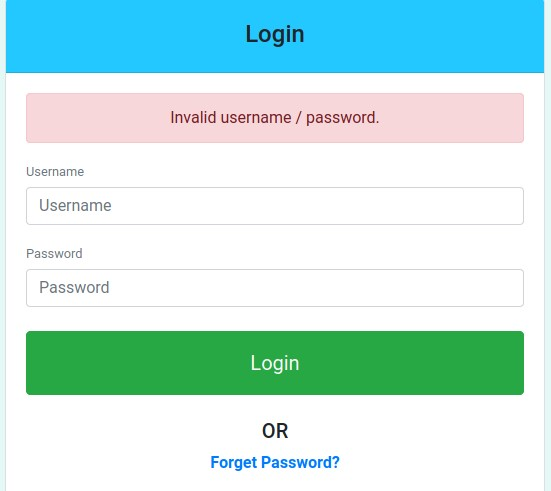 Login
Invalid username / password.
Username
Username
Password
Password
Login
OR
Forget Password?